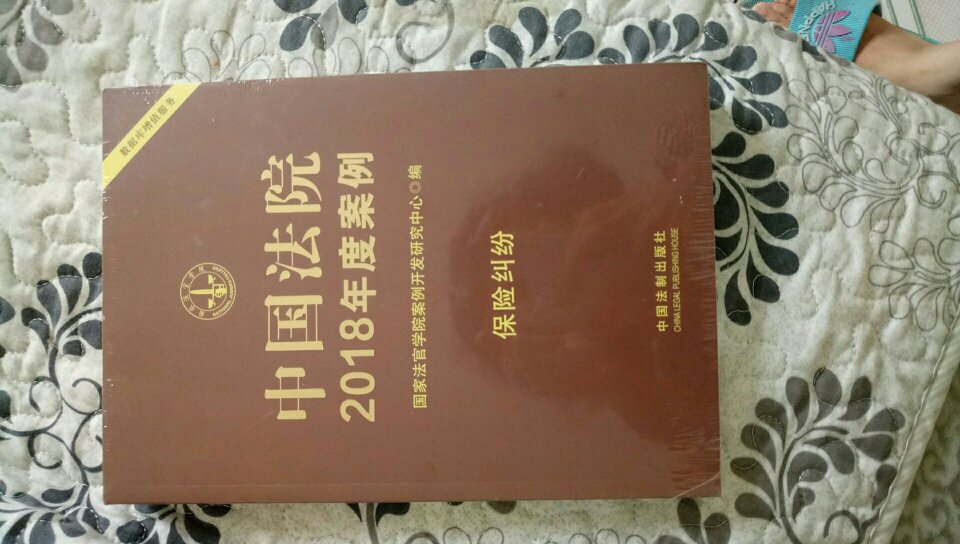 数据库增值服务
中国法院
2018年度案例
国家法官学院案例开发研究中心◎编
保险纠纷
中国法制出版社
CHINA LEGAL PUBLISHING HOUSE